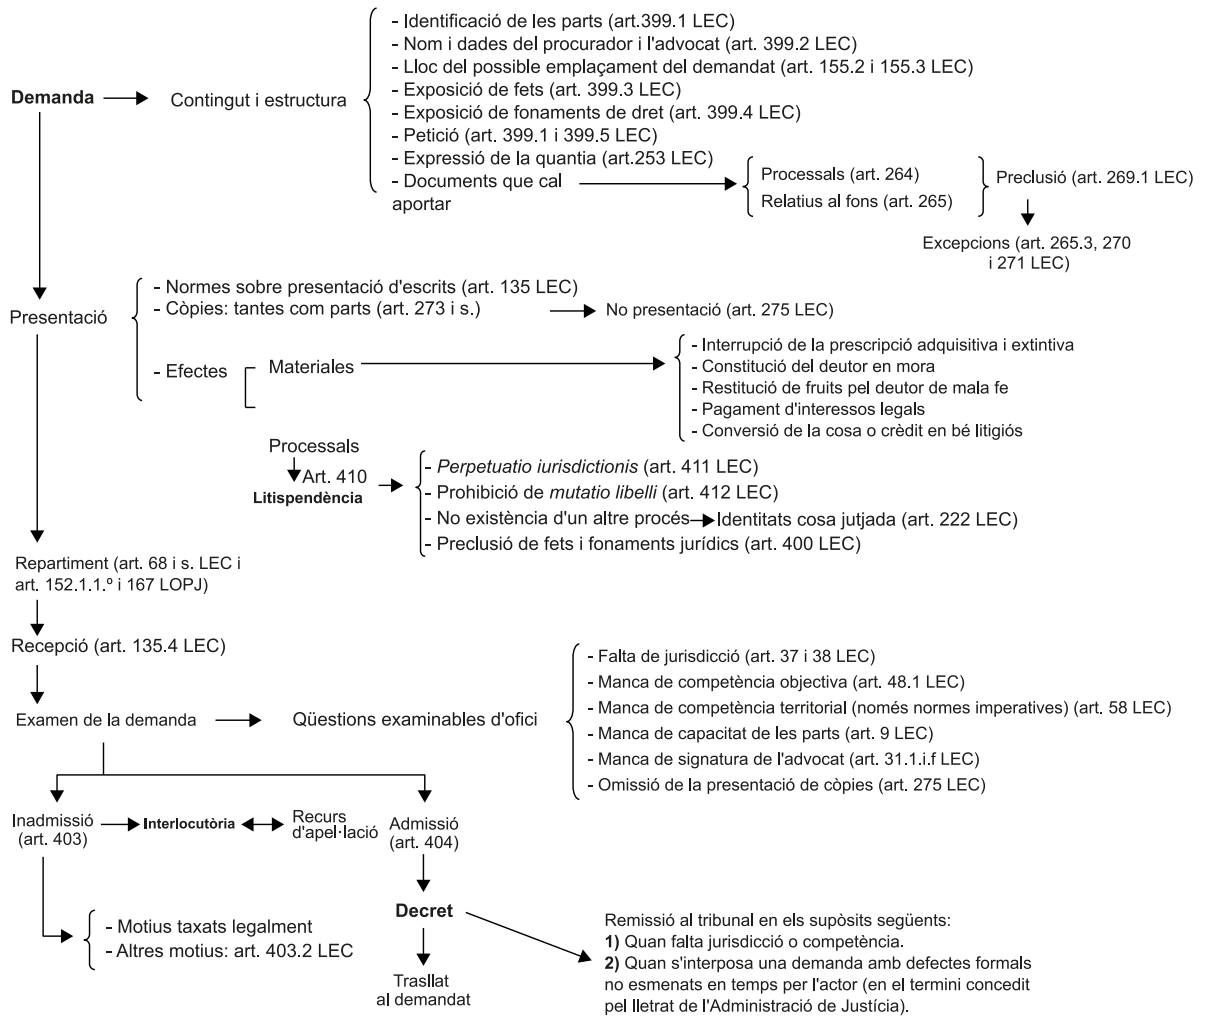 Demanda
Contingut i estructura
- Identificació de les parts (art.399.1 LEC)
- Nom i dades del procurador i l'advocat (art. 399.2 LEC)
- Lloc del possible emplaçament del demandat (art. 155.2 i 155.3 LEC)
- Exposició de fets (art. 399.3 LEC)
- Exposició de fonaments de dret (art. 399.4 LEC)
- Petició (art. 399.1 i 399.5 LEC)
- Expressió de la quantia (art.253 LEC)
- Documents que cal
aportar
Processals (art. 264)
Relatius al fons (art. 265)
Preclusió (art. 269.1 LEC)
Excepcions (art. 265.3, 270
i 271 LEC)
Presentació
- Normes sobre presentació d'escrits (art. 135 LEC)
- Còpies: tantes com parts (art. 273 i s.)
No presentació (art. 275 LEC)
- Efectes
Materiales
- Interrupció de la prescripció adquisitiva i extintiva
- Constitució del deutor en mora
- Restitució de fruits pel deutor de mala fe
- Pagament d'interessos legals
- Conversió de la cosa o crèdit en bé litigiós
Processals
Art. 410
Litispendència
- Perpetuatio iurisdictionis (art. 411 LEC)
- Prohibició de mutatio libelli (art. 412 LEC)
- No existència d'un altre procés
Identitats cosa jutjada (art. 222 LEC)
- Preclusió de fets i fonaments jurídics (art. 400 LEC)
Repartiment (art. 68 i s. LEC i
art. 152.1.1.º i 167 LOPJ)
Recepció (art. 135.4 LEC)
Examen de la demanda
Qüestions examinables d'ofici
- Falta de jurisdicció (art. 37 i 38 LEC)
- Manca de competència objectiva (art. 48.1 LEC)
- Manca de competència territorial (només normes imperatives) (art. 58 LEC)
- Manca de capacitat de les parts (art. 9 LEC)
- Manca de signatura de l'advocat (art. 31.1.i.f LEC)
- Omissió de la presentació de còpies (art. 275 LEC)
Inadmissió
(art. 403)
Interlocutòria
Recurs
d'apel·lació
Admissió
(art. 404)
- Motius taxats legalment
- Altres motius: art. 403.2 LEC
Decret
Trasllat
al demandat
Remissió al tribunal en els supòsits següents:
1) Quan falta jurisdicció o competència.
2) Quan s'interposa una demanda amb defectes formals
no esmenats en temps per l'actor (en el termini concedit
pel lletrat de l'Administració de Justícia).